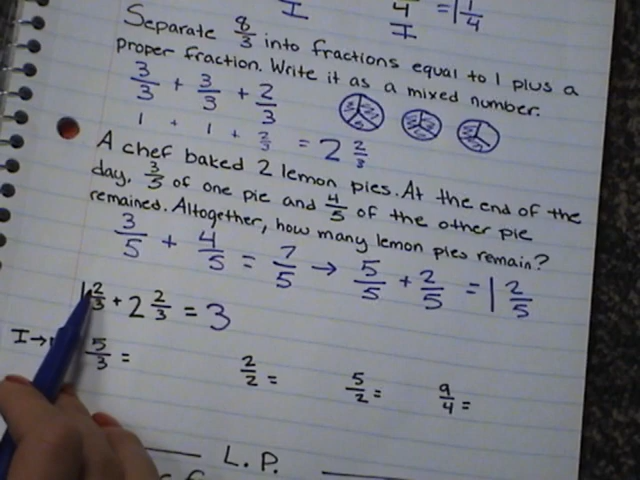 I 4/I = 1 1/4
Separate 8/3 into fractions equal to 1 plus a
proper fraction. Write it as a mixed number.
3/3 + 3/3 + 2/3
1 + 1 + 2/3 = 2 2/3
A chef baked 2 lemon pies. At the end of the
day, 3/5 of one pie and 4/5 of the other pie
remained. Altogether, how many lemon pies remain?
3/5 + 4/5 = 7/5 → 5/5 + 2/5 = 1 2/5
1 2/3 + 2 2/3 = 3
I → 5/3 = 2/2 = 5/2 = 9/4 =
L.P.